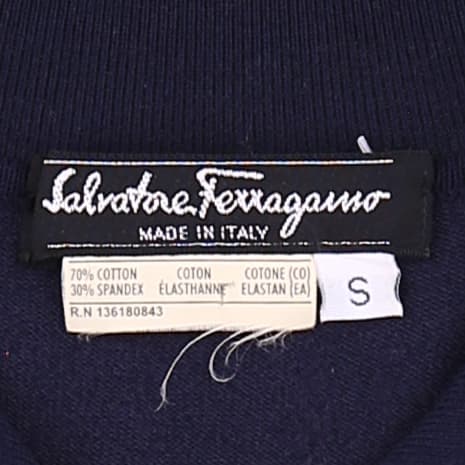 Salvatore Ferragamo
MADE IN ITALY
70% COTTON COTON COTONE (CO)
30% SPANDEX ÉLASTHANNE ELASTAN (EA)
R.N 136180843
S